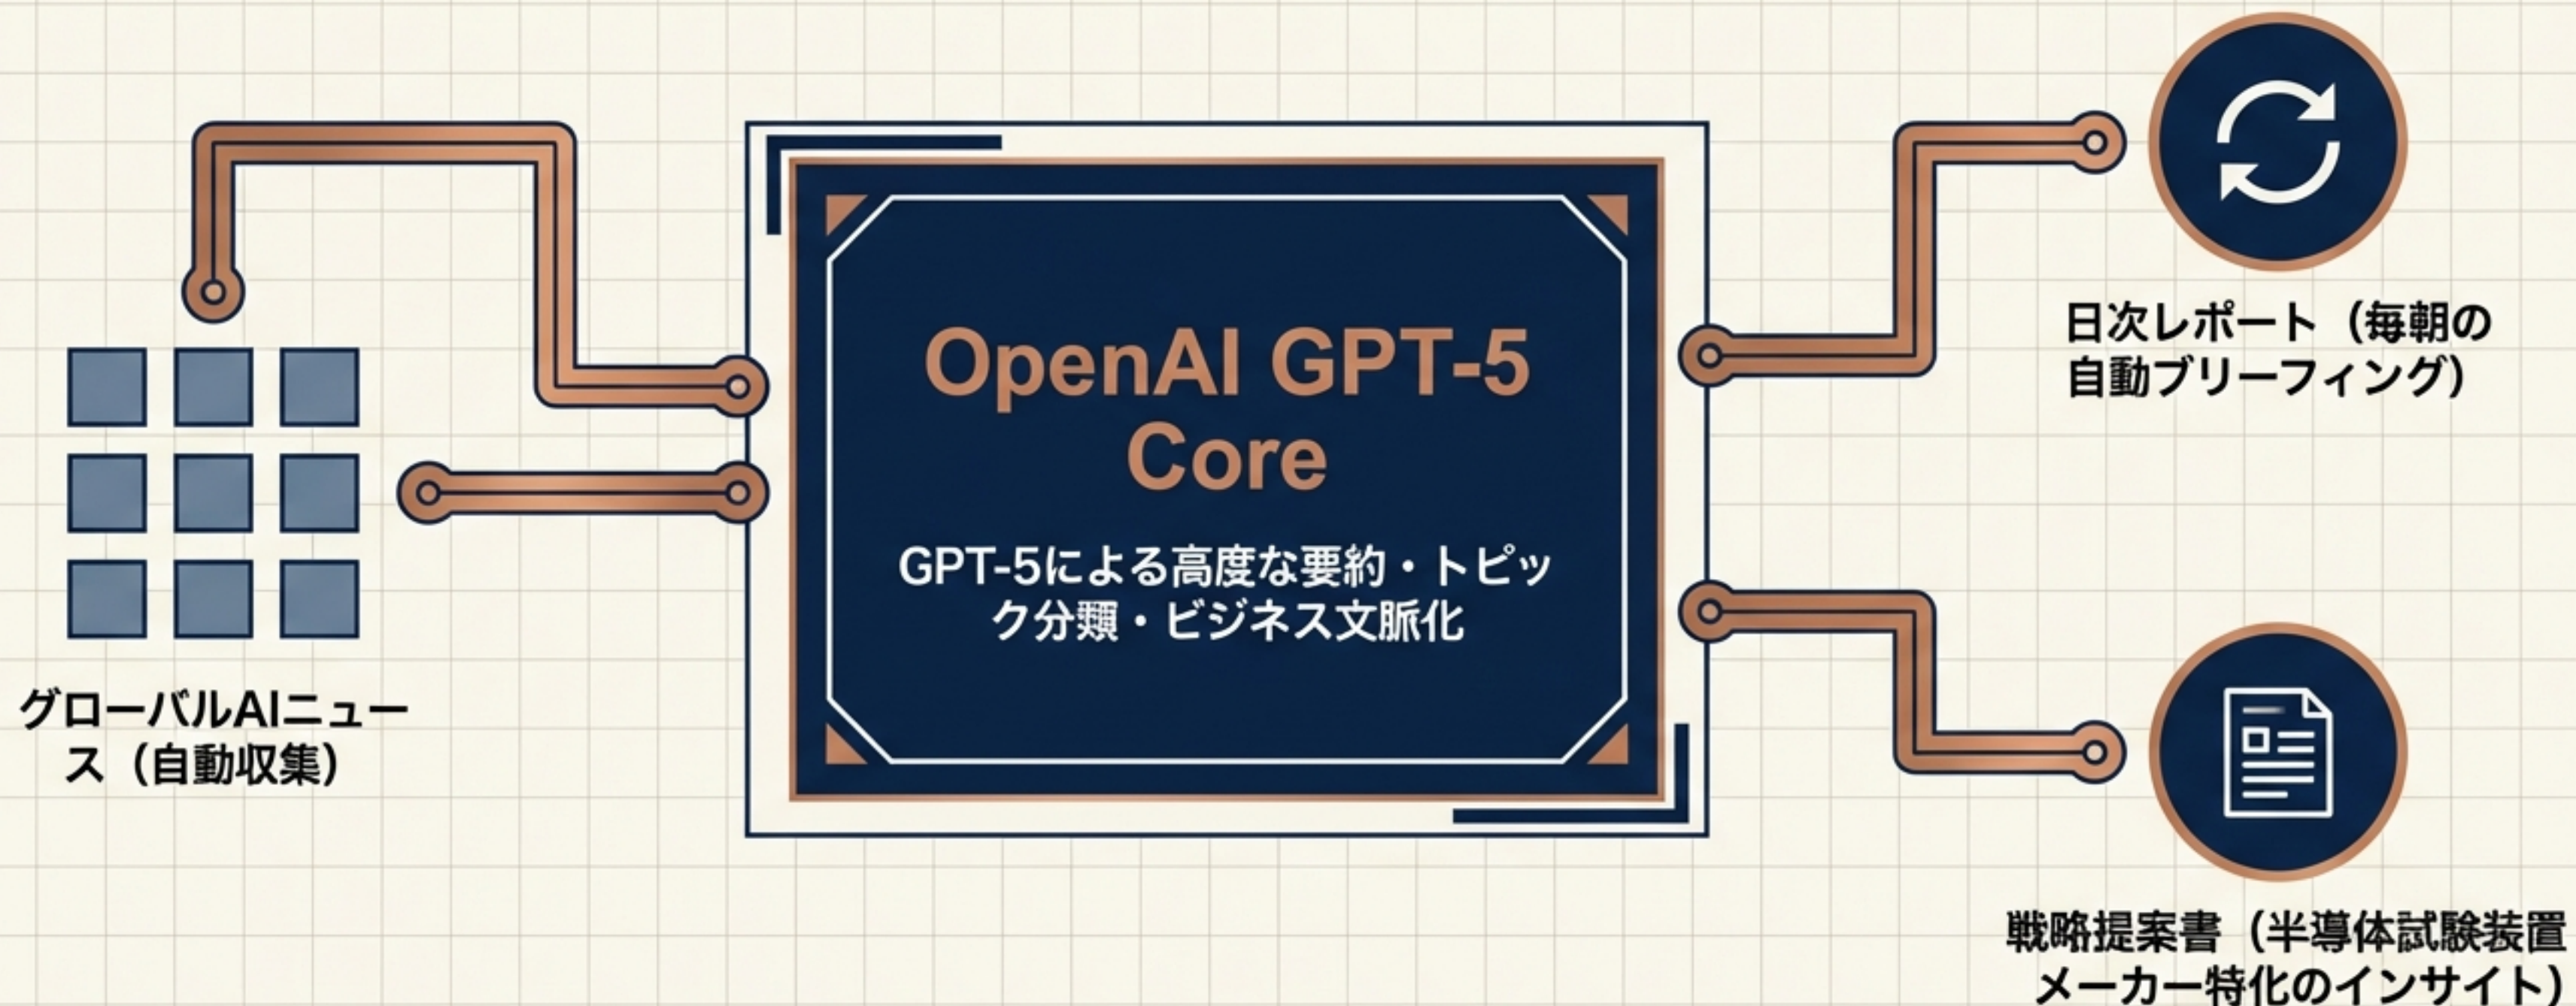 グローバルAIニュー
ス（自動収集）
OpenAI GPT-5
Core
GPT-5による高度な要約・トピッ
ク分類・ビジネス文脈化
日次レポート（毎朝の
自動ブリーフィング）
戦略提案書（半導体試験装置
メーカー特化のインサイト）